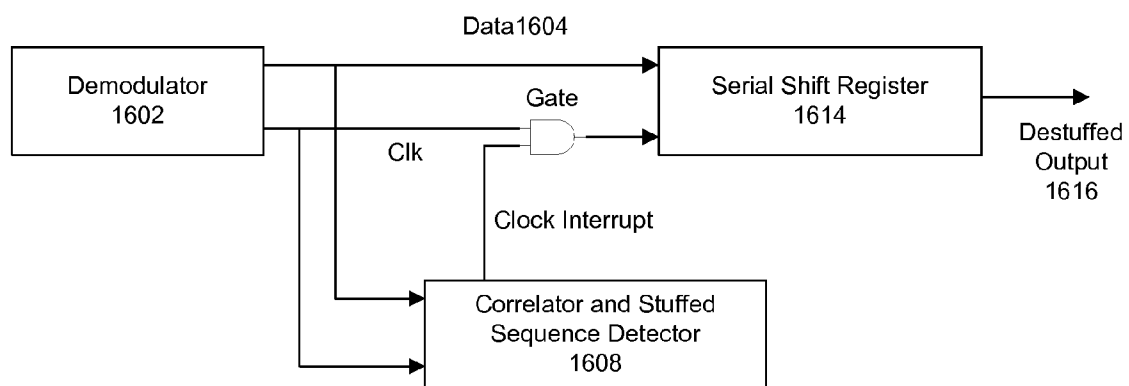 Data1604
Demodulator
1602
Serial Shift Register
1614
Gate
Clk
Destuffed
Output
1616
Clock Interrupt
Correlator and Stuffed
Sequence Detector
1608